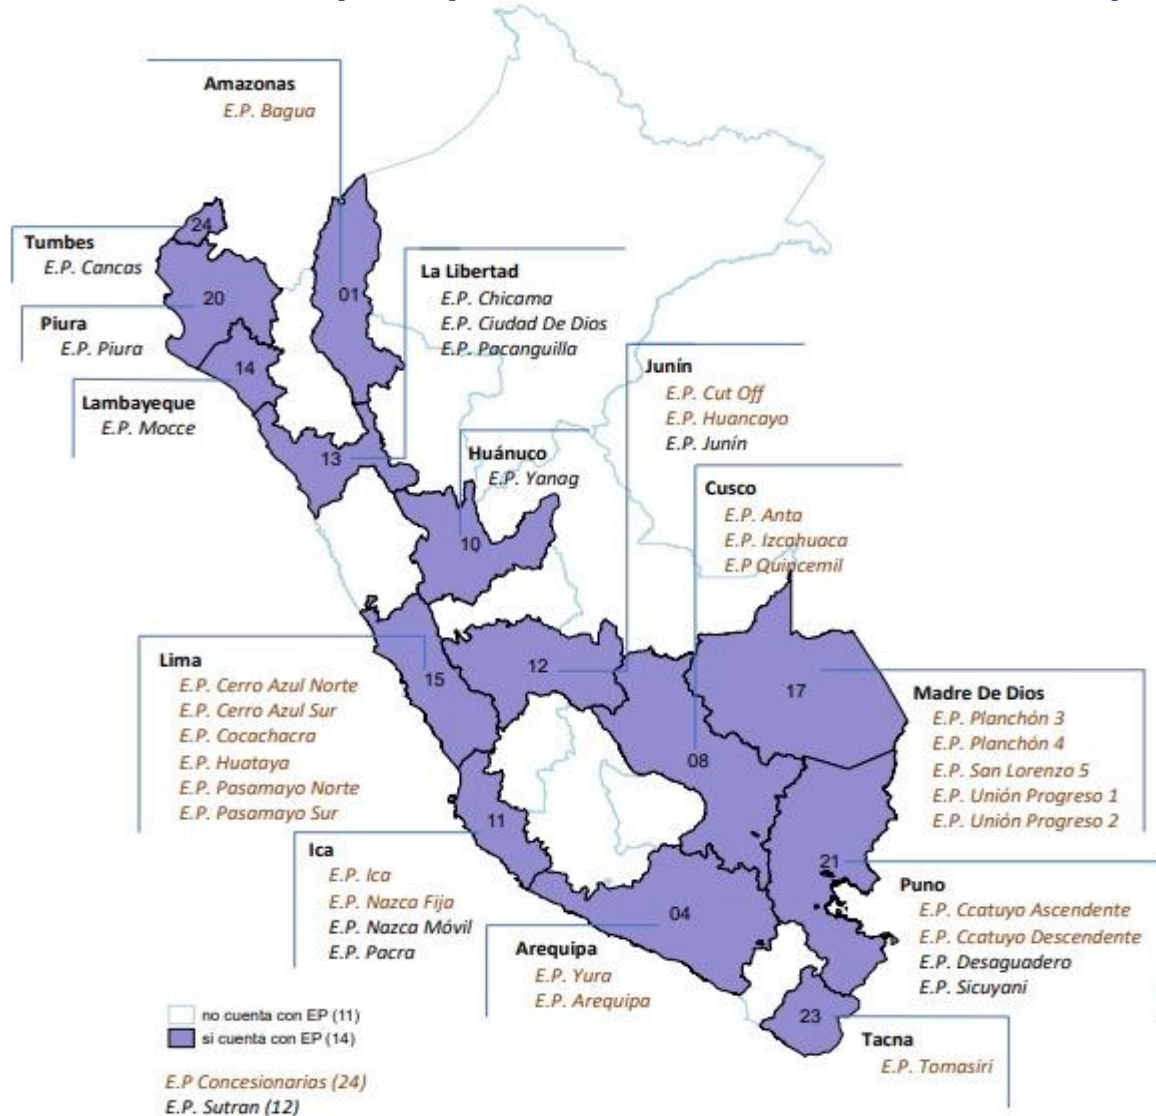 Amazonas
E.P. Bagua
24
Tumbes
E.P. Cancas
La Libertad
E.P. Chicama
E.P. Ciudad De Dios
E.P. Pacanguilla
20
01
Piura
E.P. Piura
14
Junín
E.P. Cut Off
E.P. Huancayo
E.P. Junín
Lambayeque
E.P. Mocce
13
Huánuco
E.P. Yanag
10
Cusco
E.P. Anta
E.P. Izcahuaca
E.P Quincemil
Lima
E.P. Cerro Azul Norte
E.P. Cerro Azul Sur
E.P. Cocachacra
E.P. Huataya
E.P. Pasamayo Norte
E.P. Pasamayo Sur
15
12
17
08
Madre De Dios
E.P. Planchón 3
E.P. Planchón 4
E.P. San Lorenzo 5
E.P. Unión Progreso 1
E.P. Unión Progreso 2
11
Ica
E.P. Ica
E.P. Nazca Fija
E.P. Nazca Móvil
E.P. Pacra
04
21
Puno
E.P. Ccatuyo Ascendente
E.P. Ccatuyo Descendente
E.P. Desaguadero
E.P. Sicuyani
Arequipa
E.P. Yura
E.P. Arequipa
23
Tacna
E.P. Tomasiri
no cuenta con EP (11)
si cuenta con EP (14)
E.P Concesionarias (24)
E.P. Sutran (12)